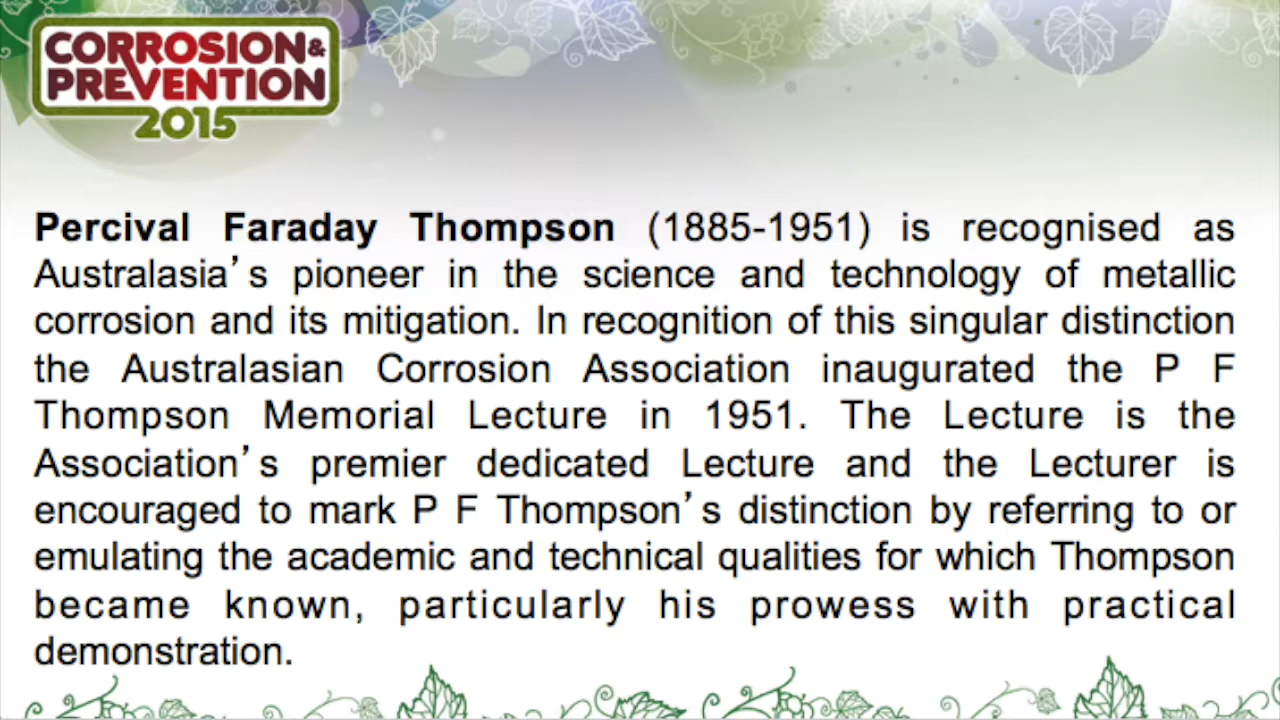 CORROSION&
PREVENTION
2015
Percival Faraday Thompson (1885-1951) is recognised as
Australasia’s pioneer in the science and technology of metallic
corrosion and its mitigation. In recognition of this singular distinction
the Australasian Corrosion Association inaugurated the P F
Thompson Memorial Lecture in 1951. The Lecture is the
Association’s premier dedicated Lecture and the Lecturer is
encouraged to mark P F Thompson’s distinction by referring to or
emulating the academic and technical qualities for which Thompson
became known, particularly his prowess with practical
demonstration.